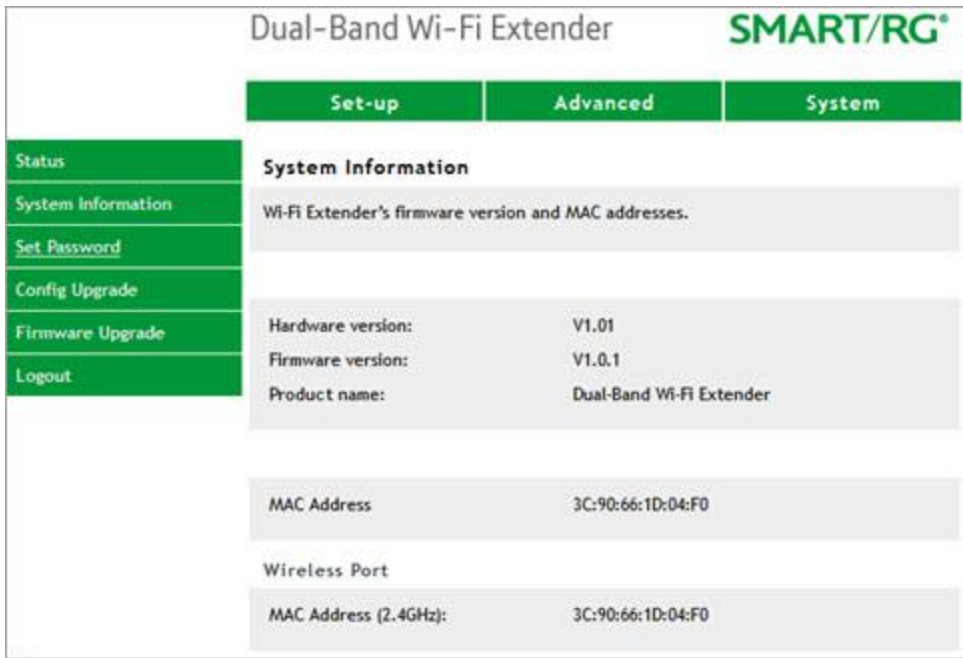 Dual-Band Wi-Fi Extender
SMART/RG®
Set-up
Advanced
System
Status
System Information
Set Password
Config Upgrade
Firmware Upgrade
Logout
System Information
Wi-Fi Extender's firmware version and MAC addresses.
Hardware version: V1.01
Firmware version: V1.0.1
Product name: Dual-Band Wi-Fi Extender
MAC Address 3C:90:66:1D:04:F0
Wireless Port
MAC Address (2.4GHz): 3C:90:66:1D:04:F0